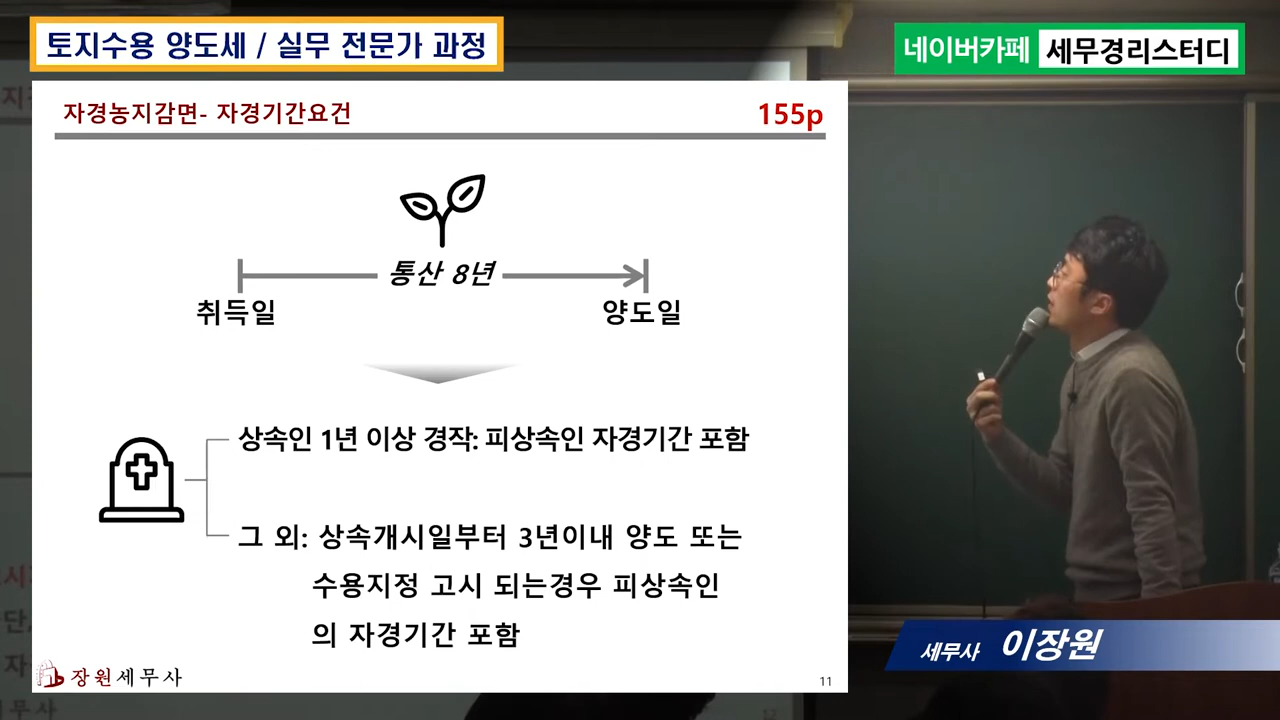 토지수용 양도세 / 실무 전문가 과정
네이버카페 세무경리스터디
자경농지감면- 자경기간요건
155p
통산 8년
취득일
양도일
상속인 1년 이상 경작: 피상속인 자경기간 포함
그 외: 상속개시일부터 3년이내 양도 또는
수용지정 고시 되는경우 피상속인
의 자경기간 포함
장원세무사
11
세무사 이장원